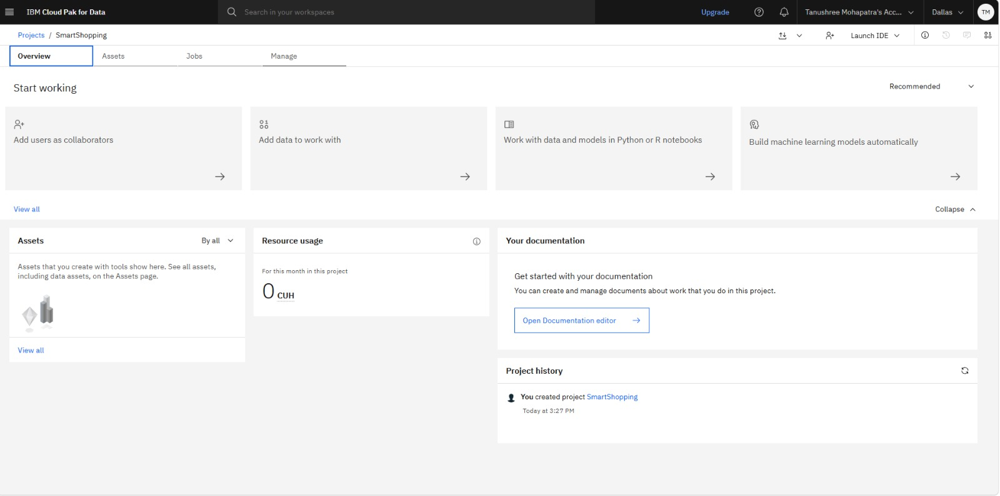 IBM Cloud Pak for Data
Search in your workspaces
Upgrade
Tanushree Mohapatra's Acc...
Dallas
TM
Projects / SmartShopping
Launch IDE
Overview
Assets
Jobs
Manage
Start working
Recommended
Add users as collaborators
Add data to work with
Work with data and models in Python or R notebooks
Build machine learning models automatically
View all
Collapse
Assets
By all
Assets that you create with tools show here. See all assets,
including data assets, on the Assets page.
View all
Resource usage
For this month in this project
0 CUH
Your documentation
Get started with your documentation
You can create and manage documents about work that you do in this project.
Open Documentation editor
Project history
You created project SmartShopping
Today at 3:27 PM